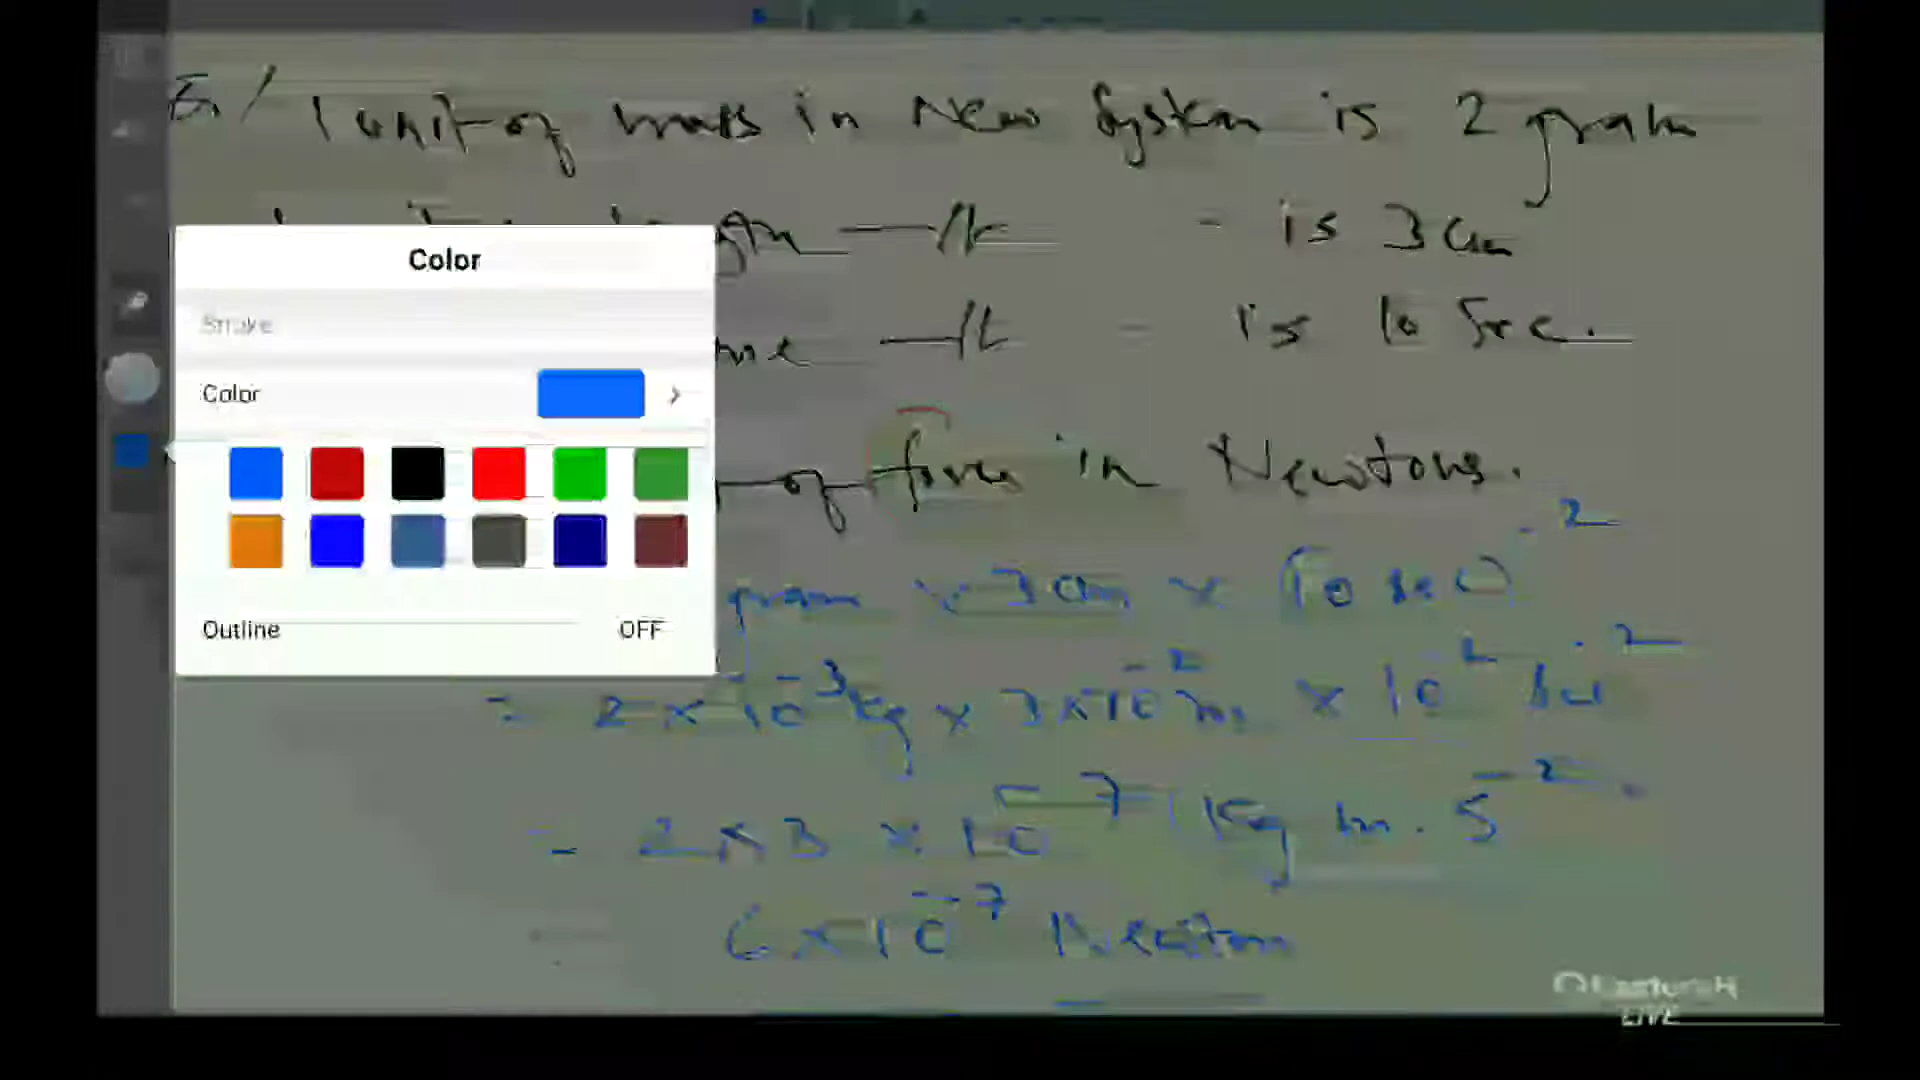 Ex / 1 unit of mass in New System is 2 gram
—//— - is 3 cm
me —//— - is 10 Sec.
of force in Newtons.
gram × 3 cm × (10 sec)⁻²
= 2 × 10⁻³ kg × 3×10⁻² m × 10⁻² sec⁻²
= 2 × 3 × 10⁻⁷ Kg m. s⁻²
6 × 10⁻⁷ Newton
Color
Stroke
Color
Outline OFF
LIVE